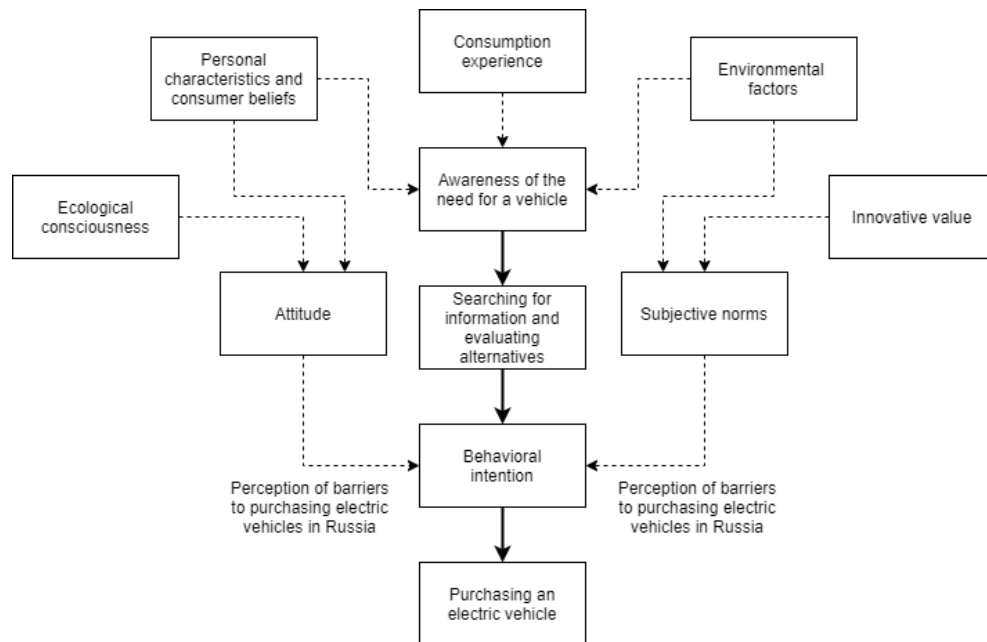 Consumption
experience
Personal
characteristics and
consumer beliefs
Environmental
factors
Awareness of the
need for a vehicle
Ecological
consciousness
Innovative value
Attitude
Searching for
information and
evaluating
alternatives
Subjective norms
Behavioral
intention
Perception of barriers
to purchasing electric
vehicles in Russia
Perception of barriers
to purchasing electric
vehicles in Russia
Purchasing an
electric vehicle